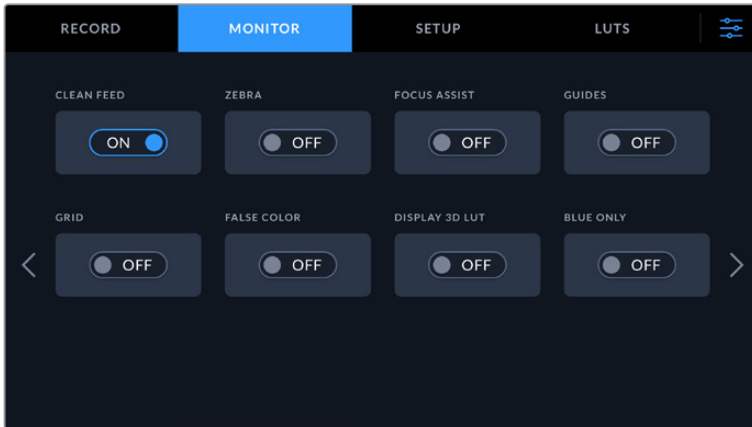 RECORD MONITOR SETUP LUTS
CLEAN FEED ZEBRA FOCUS ASSIST GUIDES
ON OFF OFF OFF
GRID FALSE COLOR DISPLAY 3D LUT BLUE ONLY
OFF OFF OFF OFF